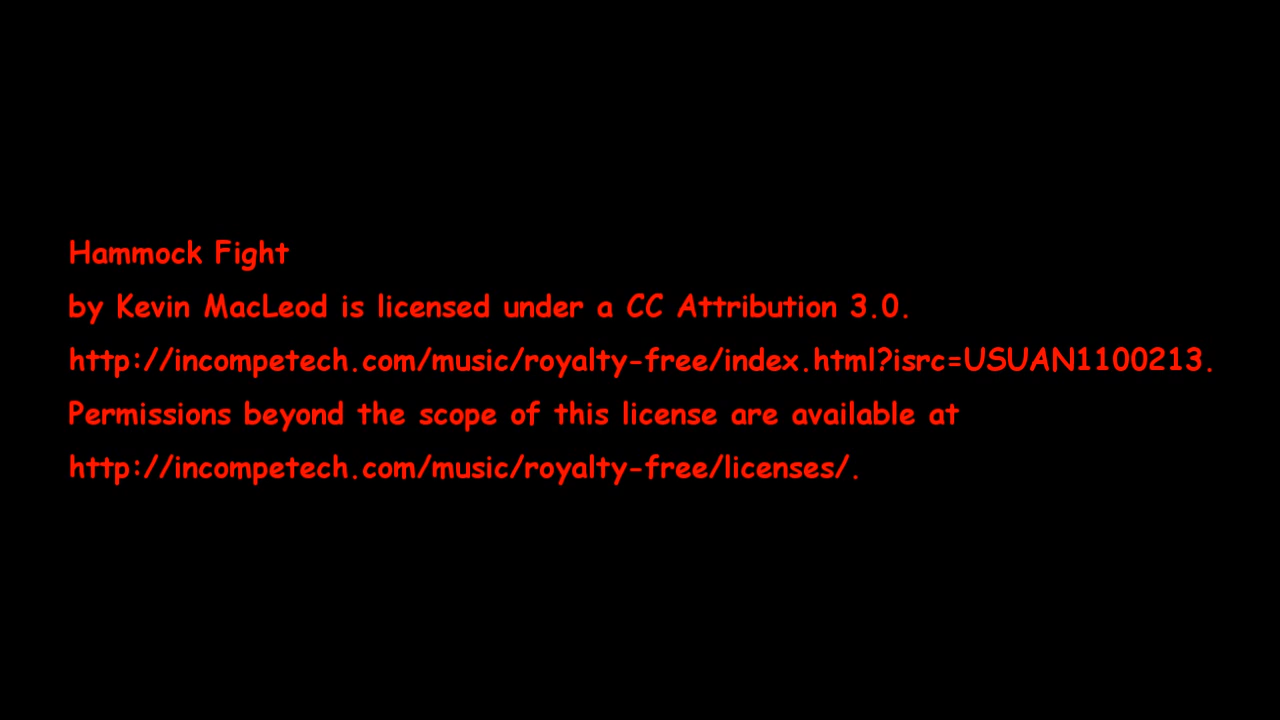 Hammock Fight
by Kevin MacLeod is licensed under a CC Attribution 3.0.
http://incompetech.com/music/royalty-free/index.html?isrc=USUAN1100213.
Permissions beyond the scope of this license are available at
http://incompetech.com/music/royalty-free/licenses/.